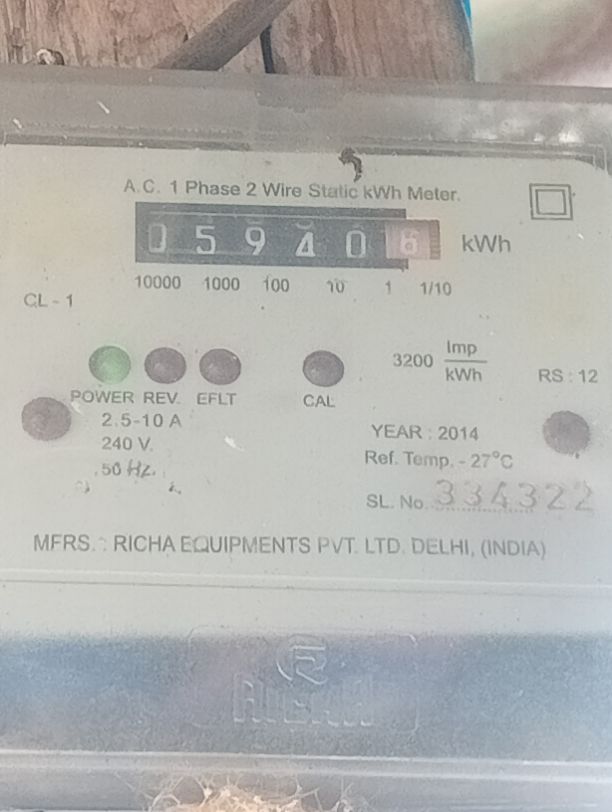 A.C. 1 Phase 2 Wire Static kWh Meter.
0 5 9 4 0 6 kWh
10000 1000 100 10 1 1/10
CL - 1
3200 Imp/kWh
RS : 12
POWER REV. EFLT CAL
2.5-10 A
240 V.
50 Hz.
YEAR : 2014
Ref. Temp. - 27°C
SL. No. 334322
MFRS. : RICHA EQUIPMENTS PVT. LTD. DELHI, (INDIA)
RICHA